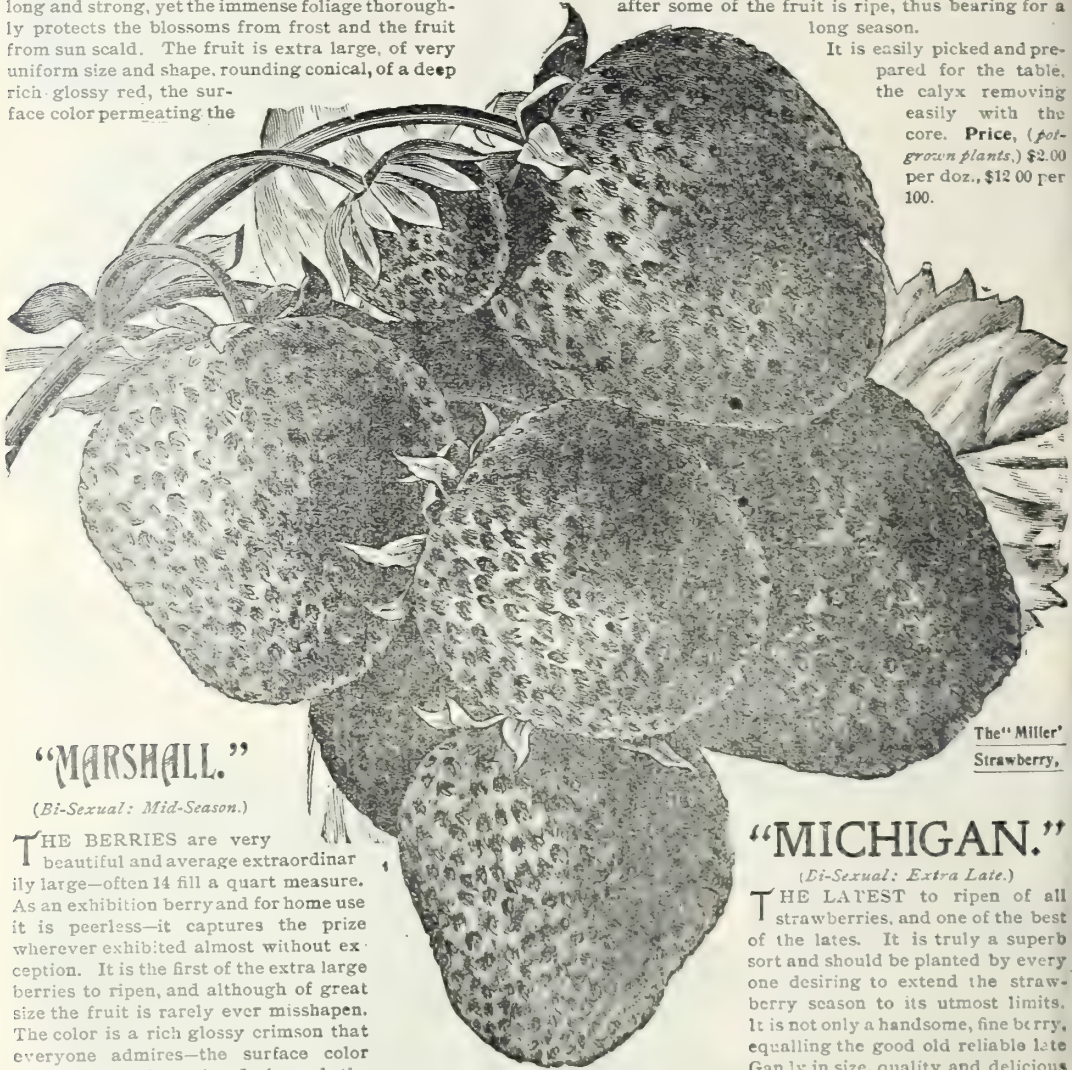 long and strong, yet the immense foliage thorough-
ly protects the blossoms from frost and the fruit
from sun scald. The fruit is extra large, of very
uniform size and shape, rounding conical, of a deep
rich glossy red, the sur-
face color permeating the
after some of the fruit is ripe, thus bearing for a
long season.
It is easily picked and pre-
pared for the table,
the calyx removing
easily with the
core. Price, (pot-
grown plants,) $2.00
per doz., $12 00 per
100.
The "Miller'
Strawberry,
"MARSHALL."
(Bi-Sexual: Mid-Season.)
THE BERRIES are very
beautiful and average extraordinar
ily large—often 14 fill a quart measure.
As an exhibition berry and for home use
it is peerless—it captures the prize
wherever exhibited almost without ex
ception. It is the first of the extra large
berries to ripen, and although of great
size the fruit is rarely ever misshapen.
The color is a rich glossy crimson that
everyone admires—the surface color
"MICHIGAN."
(Bi-Sexual: Extra Late.)
THE LATEST to ripen of all
strawberries, and one of the best
of the lates. It is truly a superb
sort and should be planted by every
one desiring to extend the straw-
berry season to its utmost limits.
It is not only a handsome, fine berry,
equalling the good old reliable late
Gandy in size, quality and delicious